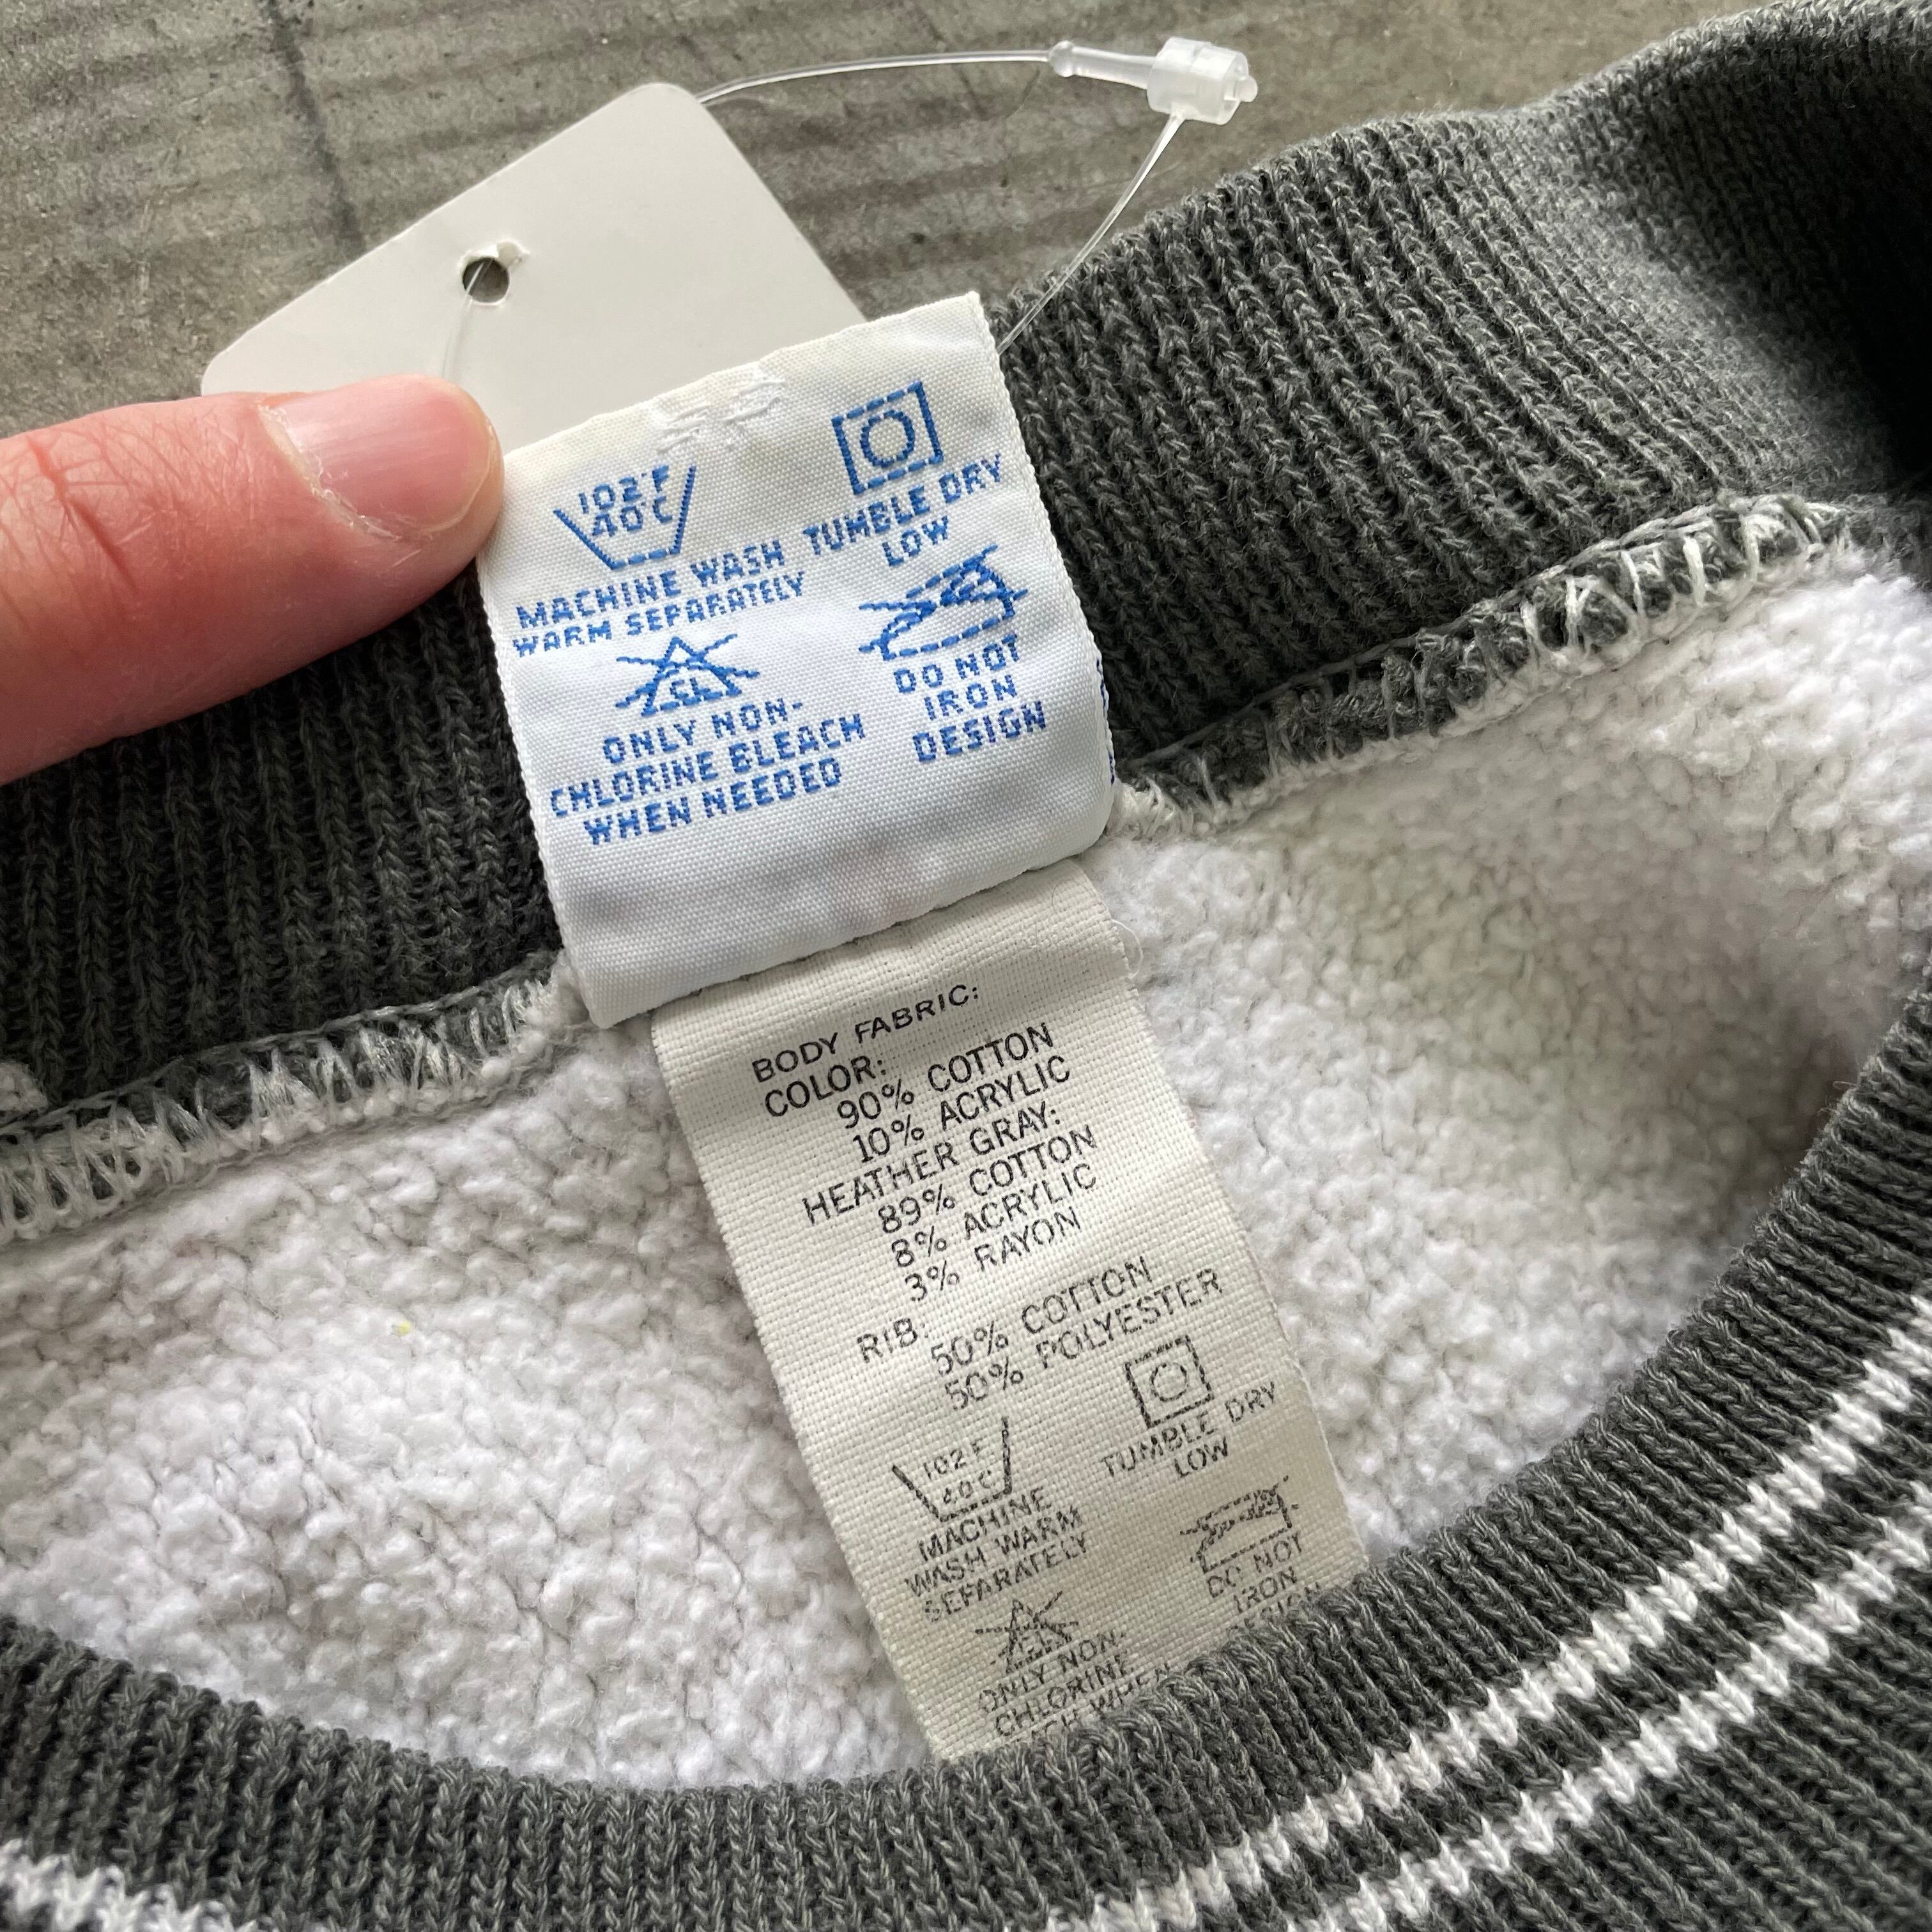 102°F
40°C
MACHINE WASH
WARM SEPARATELY
ONLY NON-
CHLORINE BLEACH
WHEN NEEDED
TUMBLE DRY
LOW
DO NOT
IRON
DESIGN
BODY FABRIC:
COLOR:
90% COTTON
10% ACRYLIC
HEATHER GRAY:
89% COTTON
8% ACRYLIC
3% RAYON
RIB:
50% COTTON
50% POLYESTER
102°F
40°C
MACHINE
WASH WARM
SEPARATELY
TUMBLE DRY
LOW
DO NOT
IRON
ONLY NON-
CHLORINE
WHEN